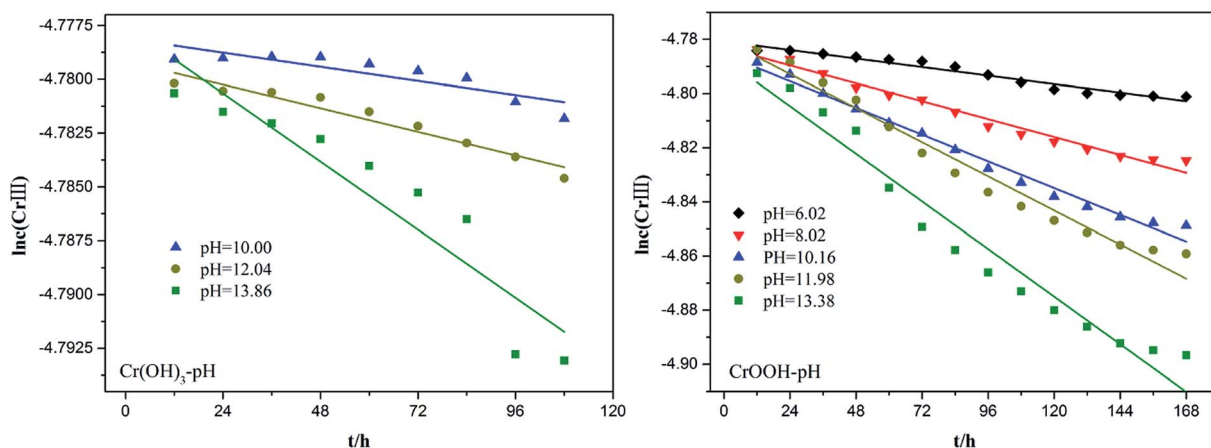 lnc(CrIII)
-4.7775
-4.7800
-4.7825
-4.7850
-4.7875
-4.7900
-4.7925
pH=10.00
pH=12.04
pH=13.86
Cr(OH)3-pH
0 24 48 72 96 120
t/h
lnc(CrIII)
-4.78
-4.80
-4.82
-4.84
-4.86
-4.88
-4.90
pH=6.02
pH=8.02
PH=10.16
pH=11.98
pH=13.38
CrOOH-pH
0 24 48 72 96 120 144 168
t/h